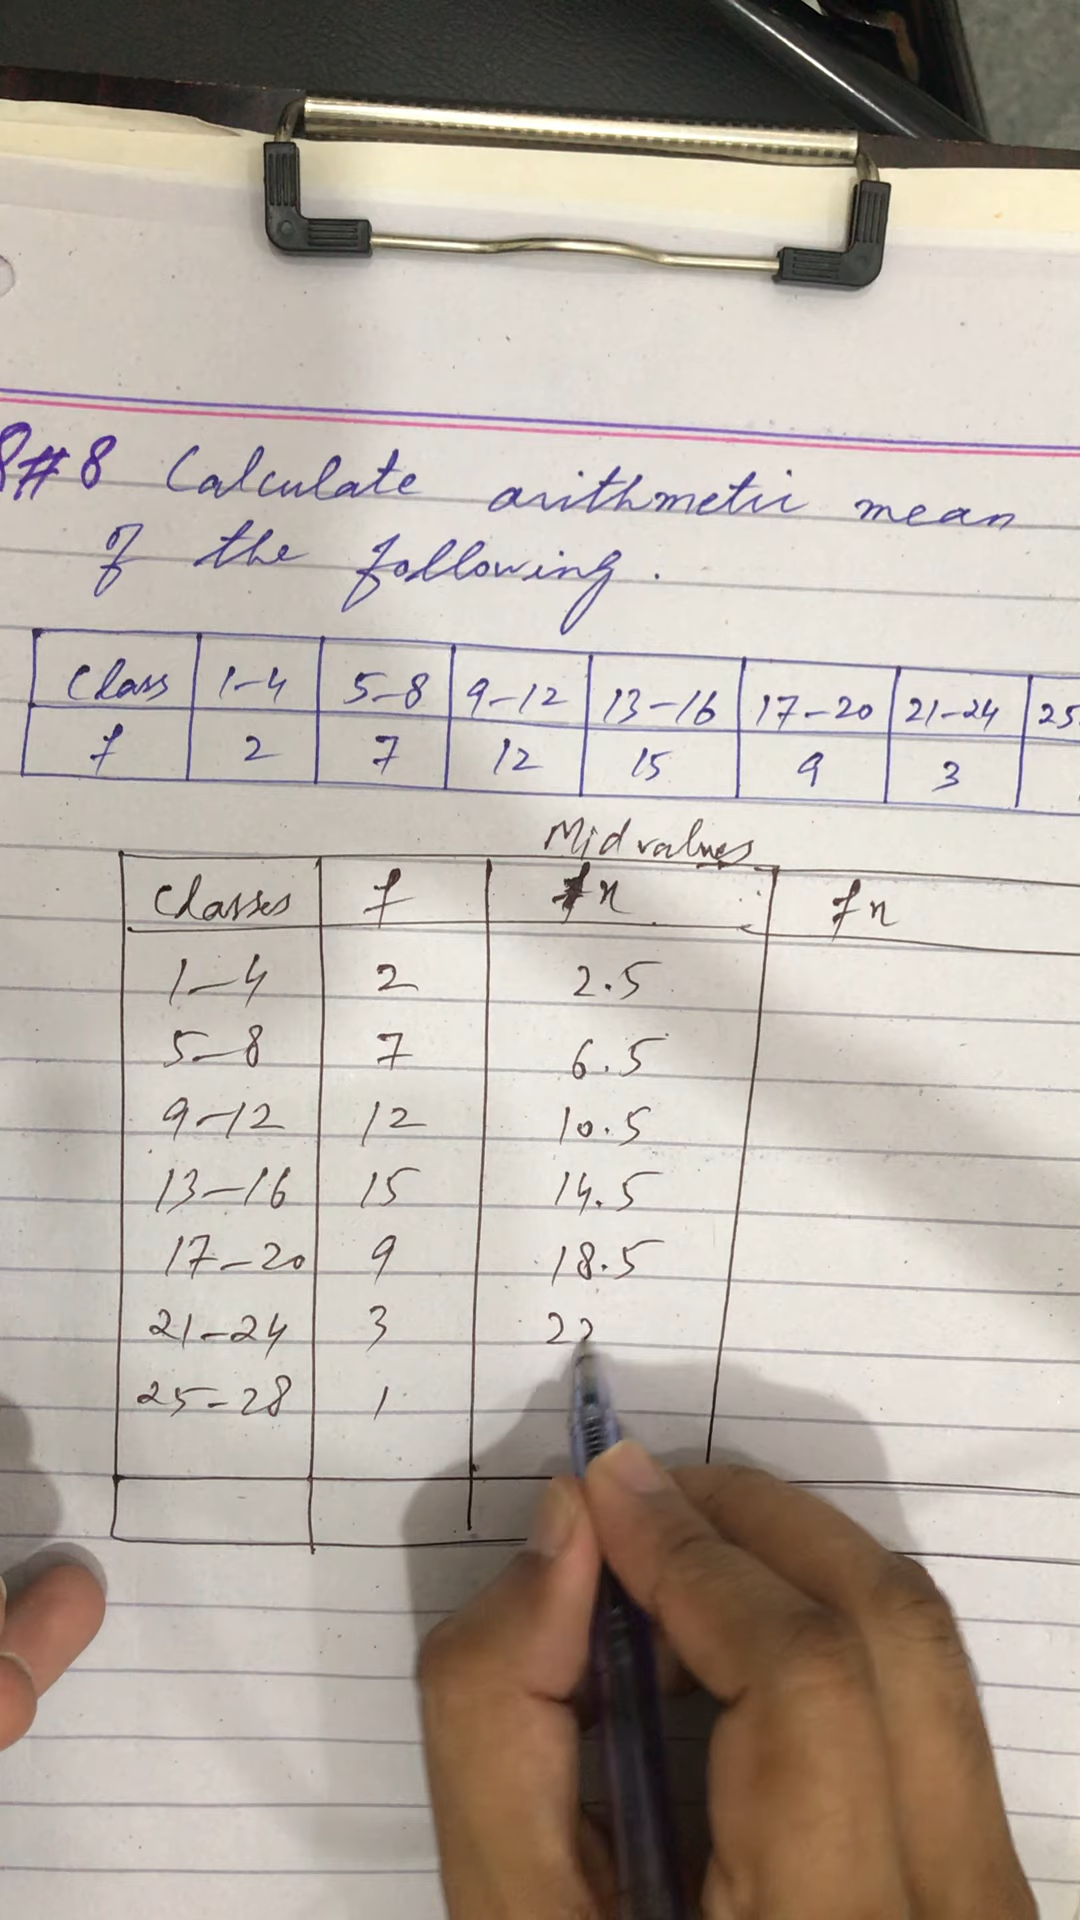 Q#8 Calculate arithmetic mean
of the following.
Class 1-4 5-8 9-12 13-16 17-20 21-24 25
f 2 7 12 15 9 3
Mid values
Classes f x fx
1-4 2 2.5
5-8 7 6.5
9-12 12 10.5
13-16 15 14.5
17-20 9 18.5
21-24 3 22
25-28 1